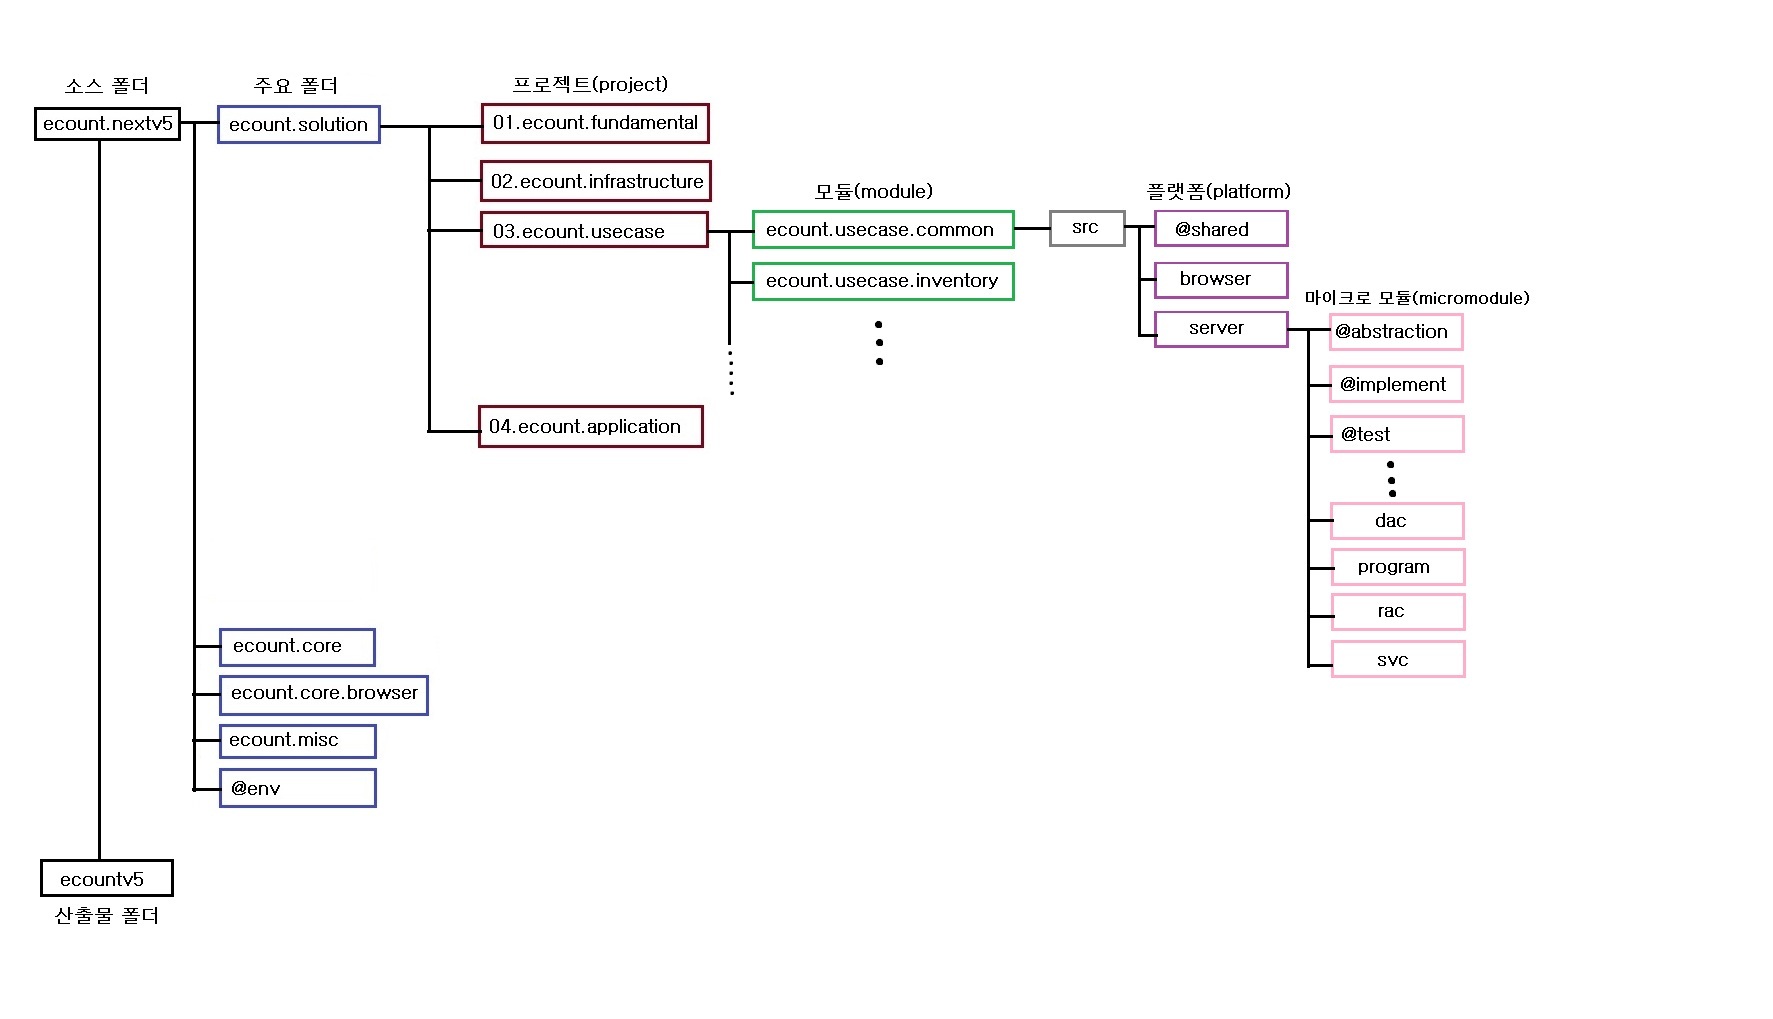 소스 폴더
주요 폴더
프로젝트(project)
ecount.nextv5
ecount.solution
01.ecount.fundamental
02.ecount.infrastructure
모듈(module)
플랫폼(platform)
03.ecount.usecase
ecount.usecase.common
src
@shared
ecount.usecase.inventory
browser
마이크로 모듈(micromodule)
server
@abstraction
@implement
04.ecount.application
@test
dac
program
rac
ecount.core
svc
ecount.core.browser
ecount.misc
@env
ecountv5
산출물 폴더